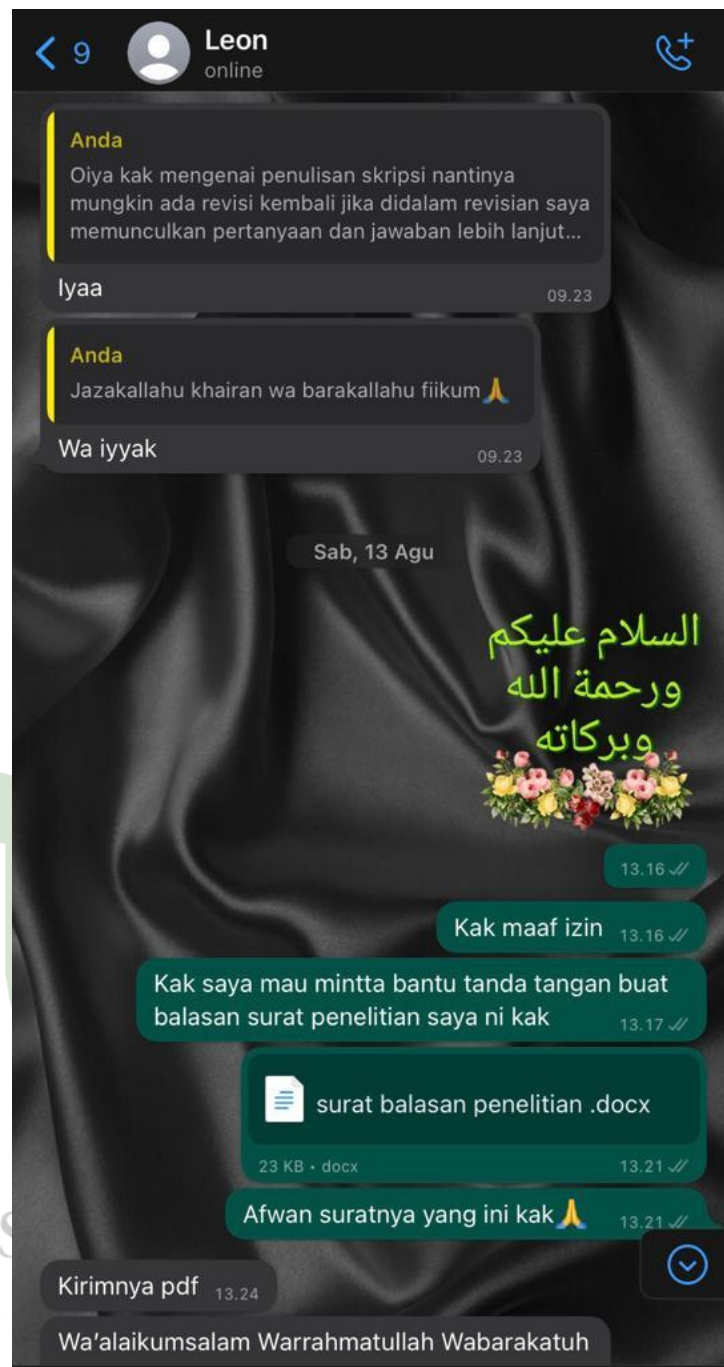 9
Leon
online
Anda
Oiya kak mengenai penulisan skripsi nantinya
mungkin ada revisi kembali jika didalam revisian saya
memunculkan pertanyaan dan jawaban lebih lanjut...
Iyaa 09.23
Anda
Jazakallahu khairan wa barakallahu fiikum🙏
Wa iyyak 09.23
Sab, 13 Agu
السلام عليكم
ورحمة الله
وبركاته
13.16
Kak maaf izin 13.16
Kak saya mau mintta bantu tanda tangan buat
balasan surat penelitian saya ni kak 13.17
surat balasan penelitian .docx
23 KB • docx 13.21
Afwan suratnya yang ini kak🙏 13.21
Kirimnya pdf 13.24
Wa’alaikumsalam Warrahmatullah Wabarakatuh